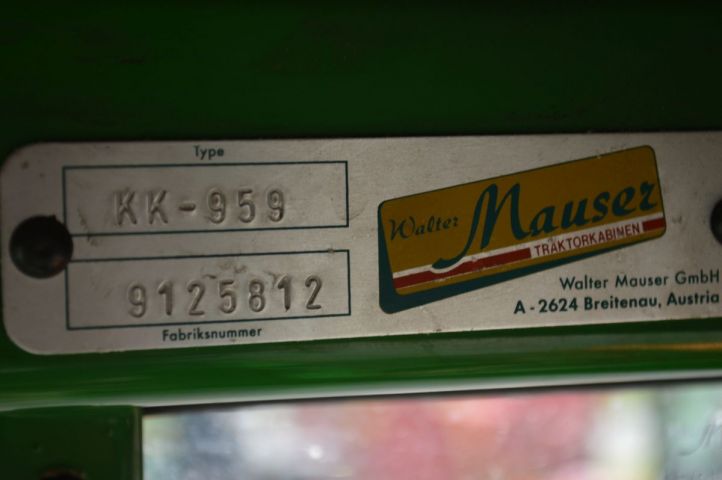 Type
KK-959
9125812
Fabriksnummer
Walter Mauser
TRAKTORKABINEN
Walter Mauser GmbH
A - 2624 Breitenau, Austria